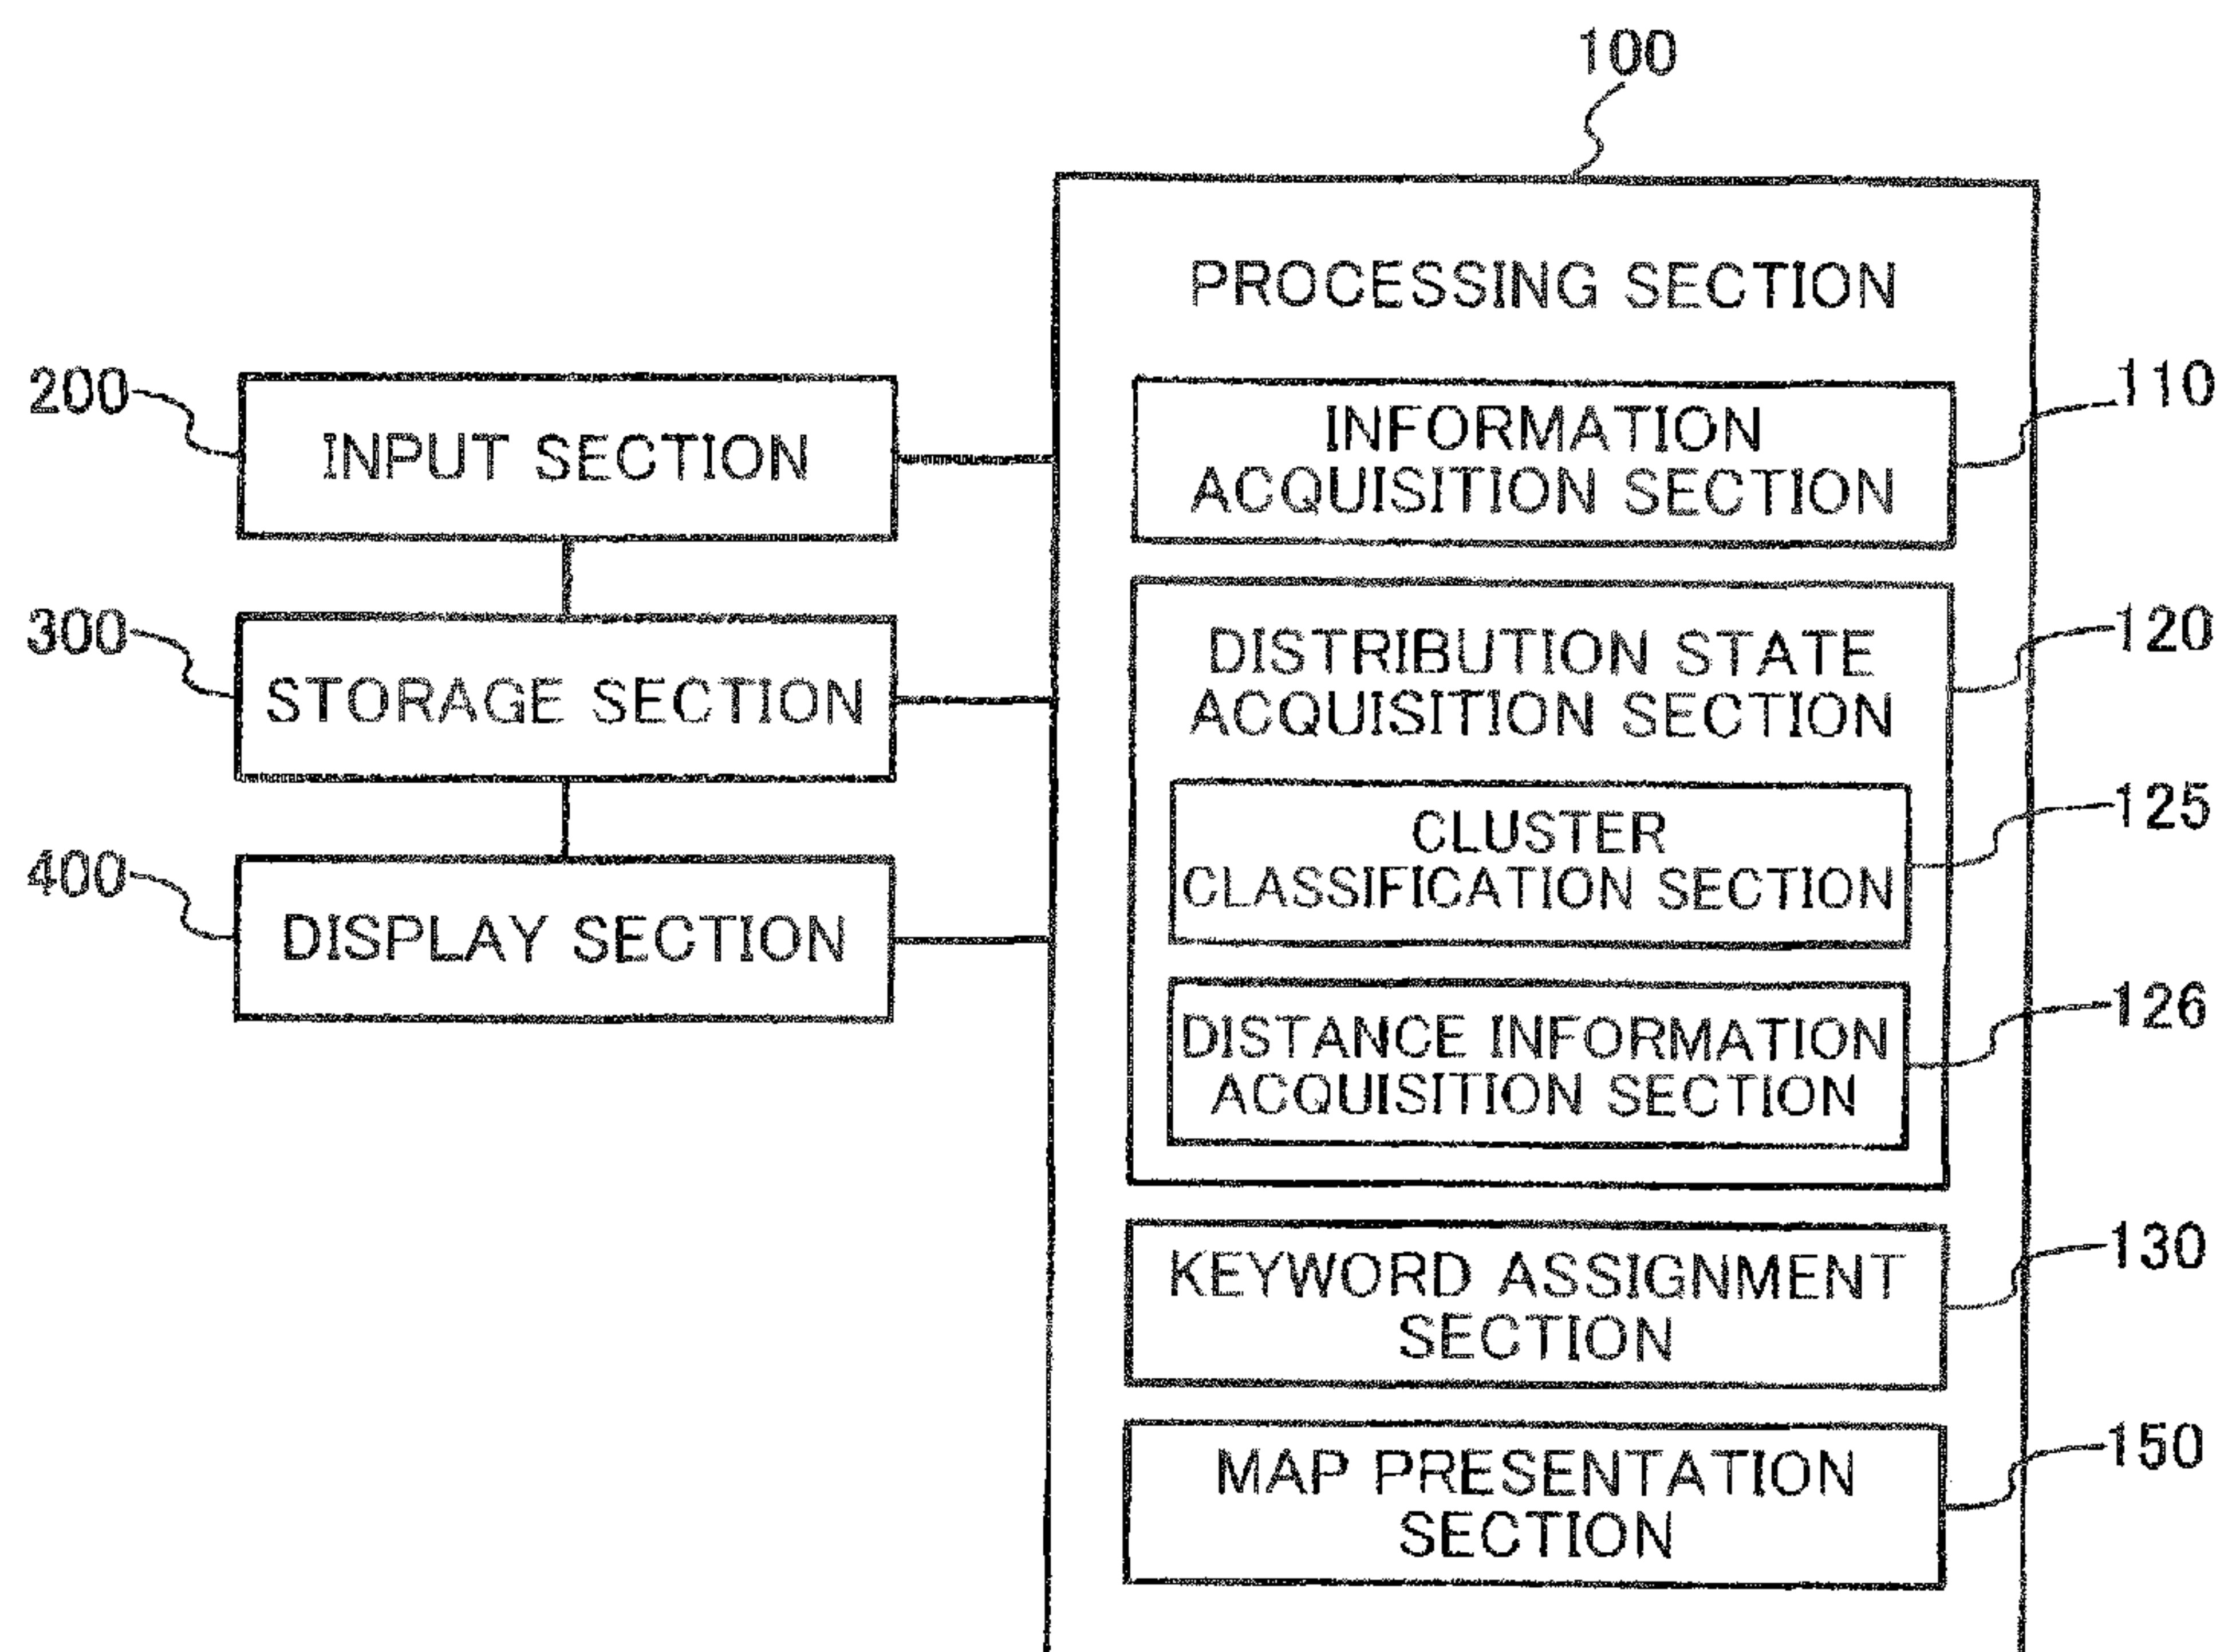 100
PROCESSING SECTION
200
INPUT SECTION
110
INFORMATION
ACQUISITION SECTION
300
STORAGE SECTION
120
DISTRIBUTION STATE
ACQUISITION SECTION
125
CLUSTER
CLASSIFICATION SECTION
400
DISPLAY SECTION
126
DISTANCE INFORMATION
ACQUISITION SECTION
130
KEYWORD ASSIGNMENT
SECTION
150
MAP PRESENTATION
SECTION